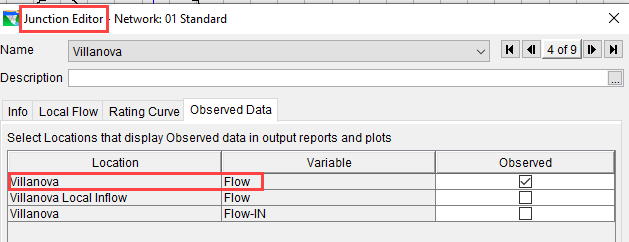 Junction Editor - Network: 01 Standard
Name Villanova 4 of 9
Description ...
Info Local Flow Rating Curve Observed Data
Select Locations that display Observed data in output reports and plots
Location Variable Observed
Villanova Flow
Villanova Local Inflow Flow
Villanova Flow-IN